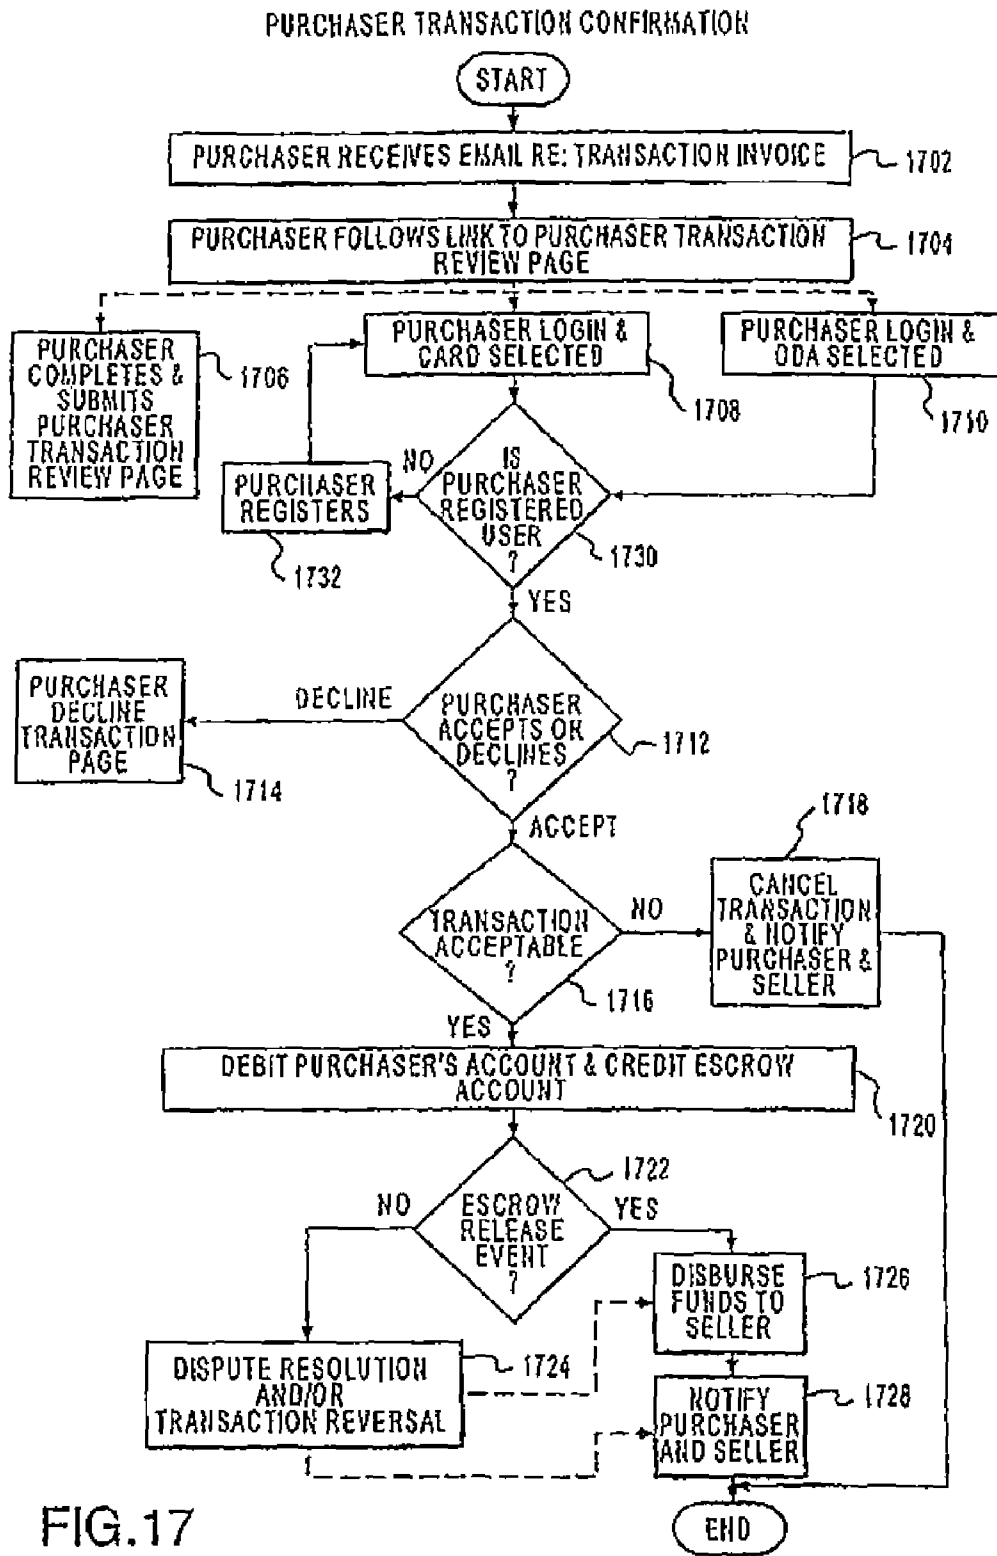 PURCHASER TRANSACTION CONFIRMATION
START
PURCHASER RECEIVES EMAIL RE: TRANSACTION INVOICE
1702
PURCHASER FOLLOWS LINK TO PURCHASER TRANSACTION
REVIEW PAGE
1704
PURCHASER
COMPLETES &
SUBMITS
PURCHASER
TRANSACTION
REVIEW PAGE
1706
PURCHASER LOGIN &
CARD SELECTED
1708
PURCHASER LOGIN &
ODA SELECTED
1710
NO
PURCHASER
REGISTERS
1732
IS
PURCHASER
REGISTERED
USER
?
1730
YES
DECLINE
PURCHASER
DECLINE
TRANSACTION
PAGE
1714
PURCHASER
ACCEPTS OR
DECLINES
?
1712
ACCEPT
1718
TRANSACTION
ACCEPTABLE
?
1716
NO
CANCEL
TRANSACTION
& NOTIFY
PURCHASER &
SELLER
YES
DEBIT PURCHASER'S ACCOUNT & CREDIT ESCROW
ACCOUNT
1720
1722
NO
ESCROW
RELEASE
EVENT
?
YES
DISBURSE
FUNDS TO
SELLER
1726
DISPUTE RESOLUTION
AND/OR
TRANSACTION REVERSAL
1724
NOTIFY
PURCHASER
AND SELLER
1728
END
FIG.17